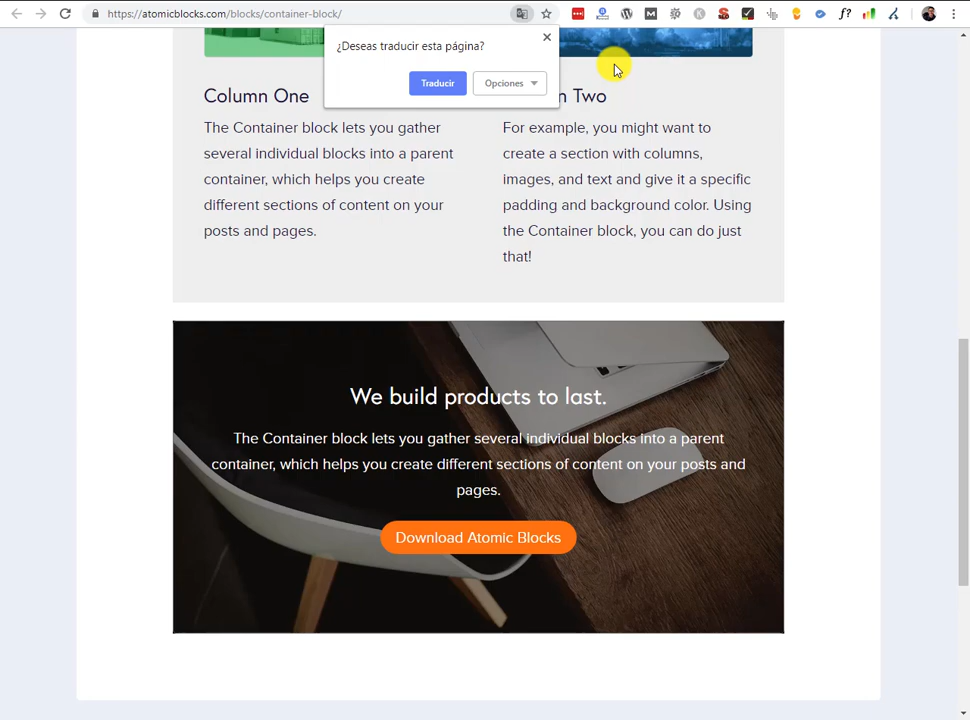 https://atomicblocks.com/blocks/container-block/
¿Deseas traducir esta página?
Traducir
Opciones
Column One
Two
The Container block lets you gather
several individual blocks into a parent
container, which helps you create
different sections of content on your
posts and pages.
For example, you might want to
create a section with columns,
images, and text and give it a specific
padding and background color. Using
the Container block, you can do just
that!
We build products to last.
The Container block lets you gather several individual blocks into a parent
container, which helps you create different sections of content on your posts and
pages.
Download Atomic Blocks